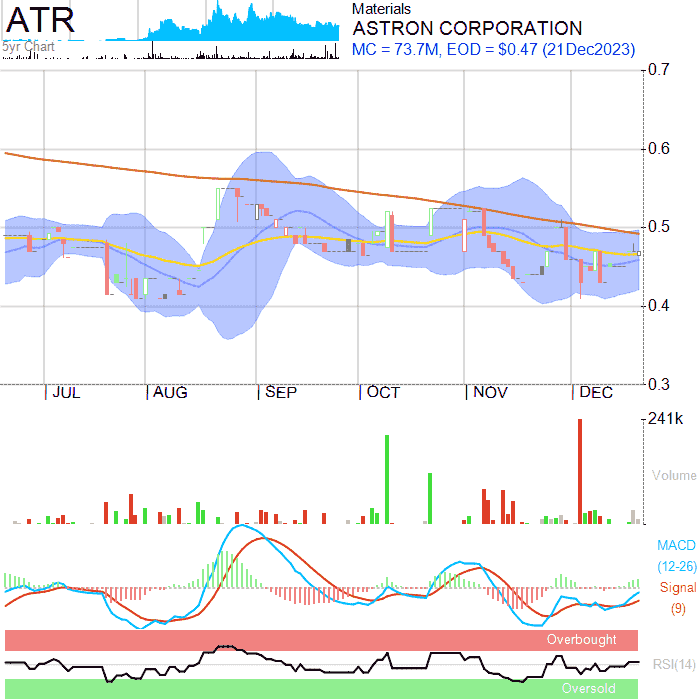 ATR
5yr Chart
Materials
ASTRON CORPORATION
MC = 73.7M, EOD = $0.47 (21Dec2023)
0.7
0.6
0.5
0.4
0.3
JUL
AUG
SEP
OCT
NOV
DEC
241k
Volume
MACD
(12-26)
Signal
(9)
Overbought
RSI(14)
Oversold